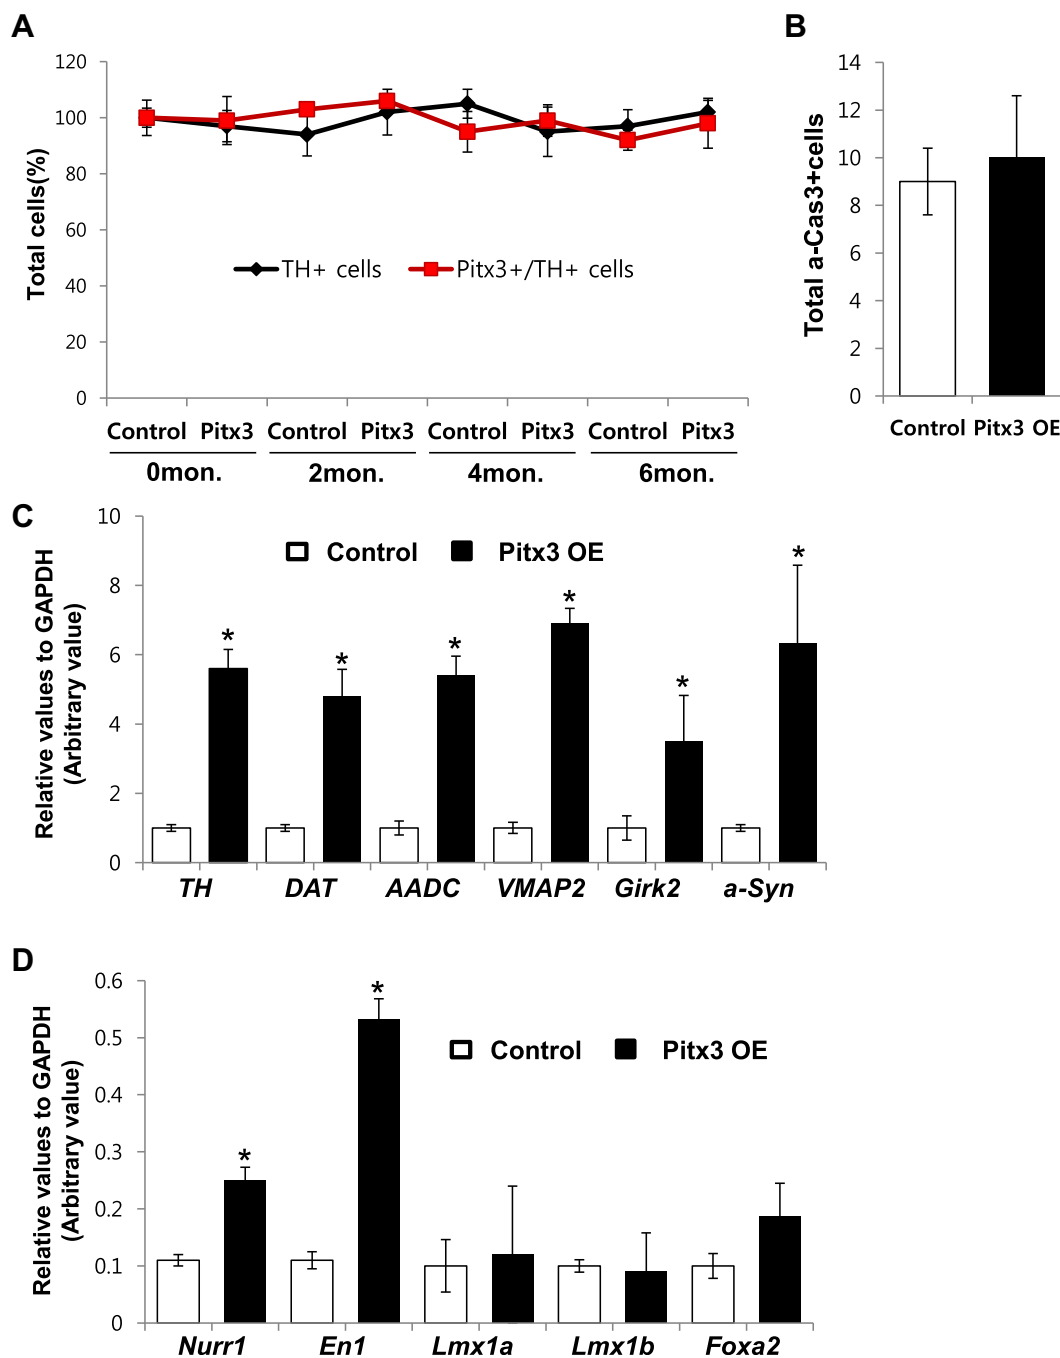 A
120
100
80
60
40
20
0
Total cells(%)
TH+ cells
Pitx3+/TH+ cells
Control Pitx3 Control Pitx3 Control Pitx3 Control Pitx3
0mon. 2mon. 4mon. 6mon.
B
14
12
10
8
6
4
2
0
Total a-Cas3+cells
Control Pitx3 OE
C
10
8
6
4
2
0
Relative values to GAPDH
(Arbitrary value)
Control Pitx3 OE
* * * * * *
TH DAT AADC VMAP2 Girk2 a-Syn
D
0.6
0.5
0.4
0.3
0.2
0.1
0
Relative values to GAPDH
(Arbitrary value)
Control Pitx3 OE
* *
Nurr1 En1 Lmx1a Lmx1b Foxa2